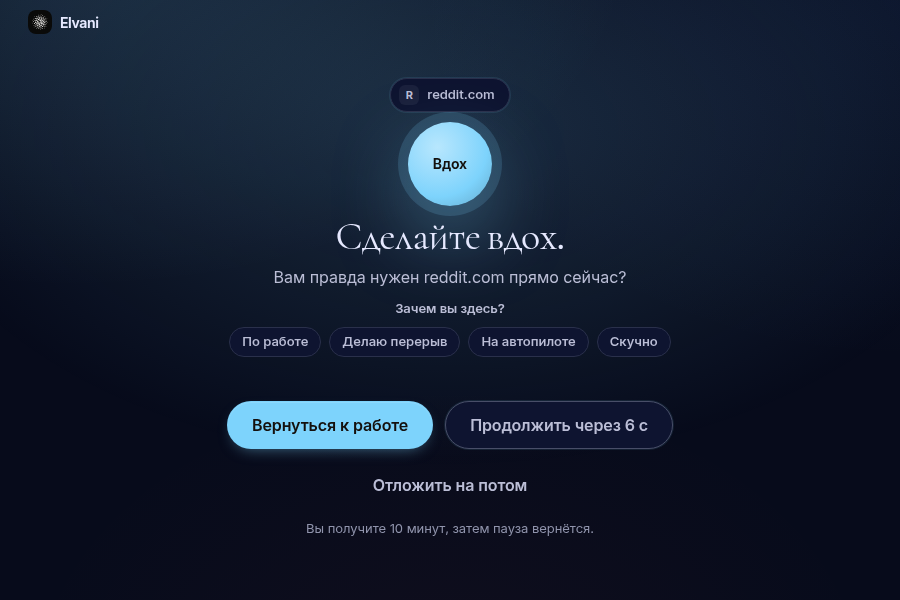 Elvani
R reddit.com
Вдох
Сделайте вдох.
Вам правда нужен reddit.com прямо сейчас?
Зачем вы здесь?
По работе Делаю перерыв На автопилоте Скучно
Вернуться к работе Продолжить через 6 с
Отложить на потом
Вы получите 10 минут, затем пауза вернётся.